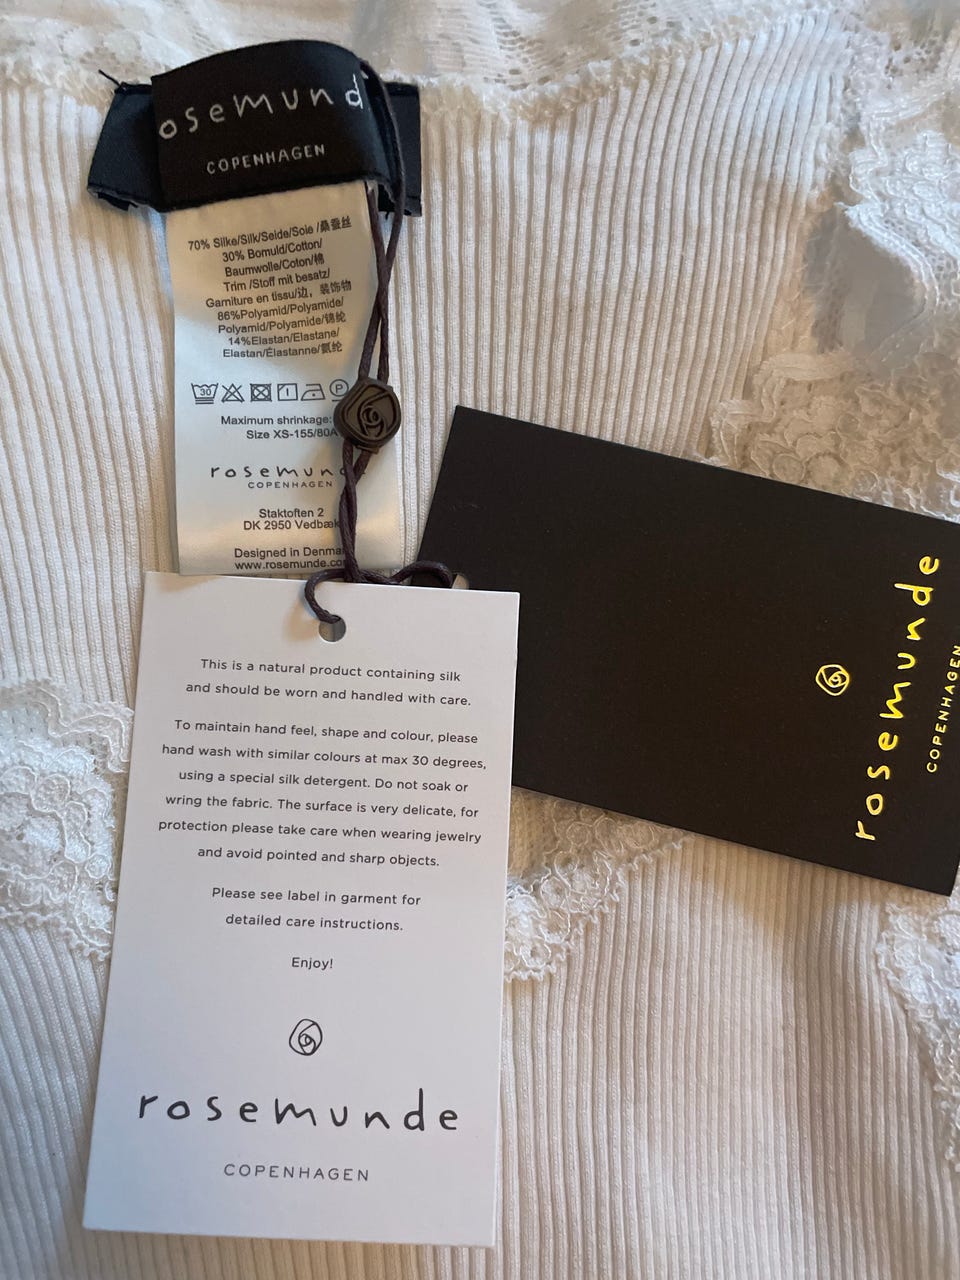 osemund
COPENHAGEN
70% Silke/Silk/Seide/Soie /桑蚕丝
30% Bomuld/Cotton/
Baumwolle/Coton/棉
Trim /Stoff mit besatz/
Garniture en tissu/边，装饰物
86%Polyamid/Polyamide/
Polyamid/Polyamide/锦纶
14%Elastan/Elastane/
Elastan/Élastanne/氨纶
30
P
Maximum shrinkage:
Size XS-155/80A
rosemun
COPENHAGEN
Staktoften 2
DK 2950 Vedbæk
Designed in Denma
www.rosemunde.co
This is a natural product containing silk
and should be worn and handled with care.
To maintain hand feel, shape and colour, please
hand wash with similar colours at max 30 degrees,
using a special silk detergent. Do not soak or
wring the fabric. The surface is very delicate, for
protection please take care when wearing jewelry
and avoid pointed and sharp objects.
Please see label in garment for
detailed care instructions.
Enjoy!
rosemunde
COPENHAGEN
rosemunde
COPENHAGEN